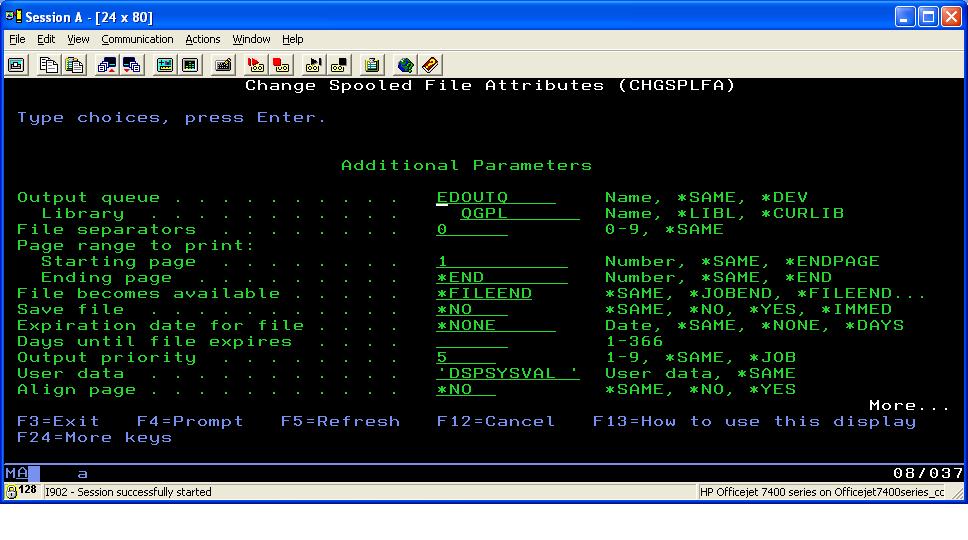 Session A - [24 x 80]
File Edit View Communication Actions Window Help
Change Spooled File Attributes (CHGSPLFA)
Type choices, press Enter.
Additional Parameters
Output queue . . . . . . . . . . EDOUTQ Name, *SAME, *DEV
Library . . . . . . . . . . . QGPL Name, *LIBL, *CURLIB
File separators . . . . . . . . 0 0-9, *SAME
Page range to print:
Starting page . . . . . . . . 1 Number, *SAME, *ENDPAGE
Ending page . . . . . . . . . *END Number, *SAME, *END
File becomes available . . . . . *FILEEND *SAME, *JOBEND, *FILEEND...
Save file . . . . . . . . . . . *NO *SAME, *NO, *YES, *IMMED
Expiration date for file . . . . *NONE Date, *SAME, *NONE, *DAYS
Days until file expires . . . . 1-366
Output priority . . . . . . . . 5 1-9, *SAME, *JOB
User data . . . . . . . . . . . 'DSPSYSVAL ' User data, *SAME
Align page . . . . . . . . . . . *NO *SAME, *NO, *YES
More...
F3=Exit F4=Prompt F5=Refresh F12=Cancel F13=How to use this display
F24=More keys
MA a 08/037
128 I902 - Session successfully started HP Officejet 7400 series on Officejet7400series_cc